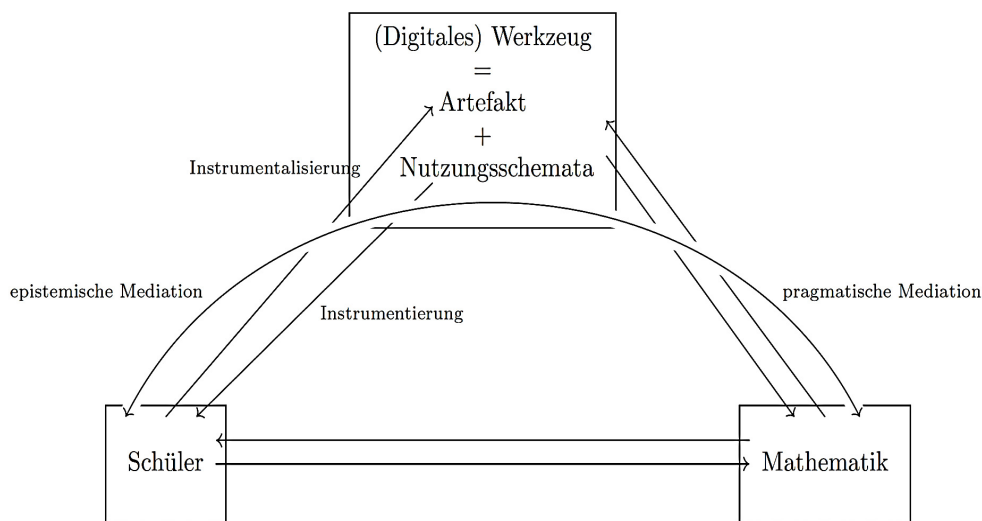 (Digitales) Werkzeug
=
Artefakt
+
Nutzungsschemata
Instrumentalisierung
epistemische Mediation
pragmatische Mediation
Instrumentierung
Schüler
Mathematik